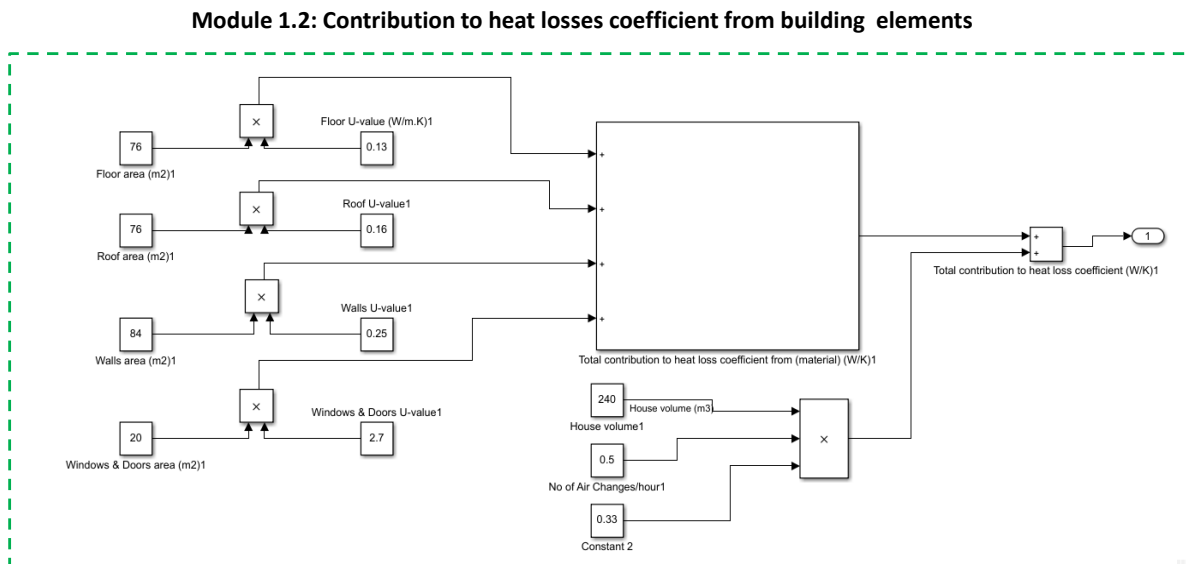 Module 1.2: Contribution to heat losses coefficient from building elements
×
Floor U-value (W/m.K)1
76
0.13
Floor area (m2)1
×
Roof U-value1
76
0.16
Roof area (m2)1
×
Walls U-value1
84
0.25
Walls area (m2)1
×
Windows & Doors U-value1
20
2.7
Windows & Doors area (m2)1
+
+
+
+
Total contribution to heat loss coefficient from (material) (W/K)1
240
House volume (m3)
House volume1
0.5
No of Air Changes/hour1
0.33
Constant 2
×
+
+
1
Total contribution to heat loss coefficient (W/K)1